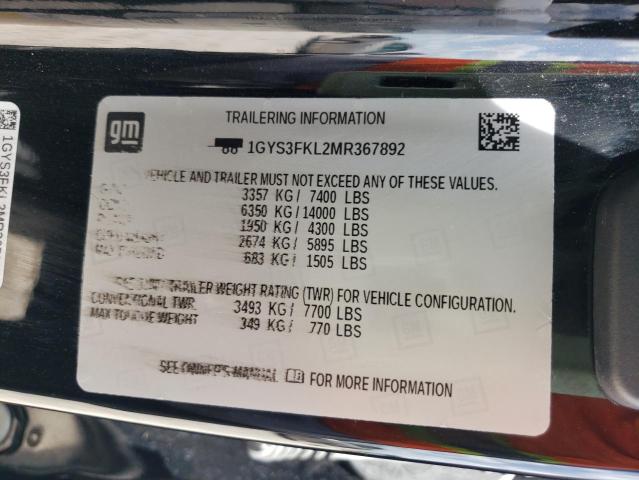 gm
TRAILERING INFORMATION
1GYS3FKL2MR367892
VEHICLE AND TRAILER MUST NOT EXCEED ANY OF THESE VALUES.
3357 KG/ 7400 LBS
6350 KG/14000 LBS
1950 KG/ 4300 LBS
2674 KG/ 5895 LBS
683 KG/ 1505 LBS
TRAILER WEIGHT RATING (TWR) FOR VEHICLE CONFIGURATION.
CONVENTIONAL TWR 3493 KG/ 7700 LBS
MAX TONGUE WEIGHT 349 KG/ 770 LBS
SEE OWNER'S MANUAL FOR MORE INFORMATION